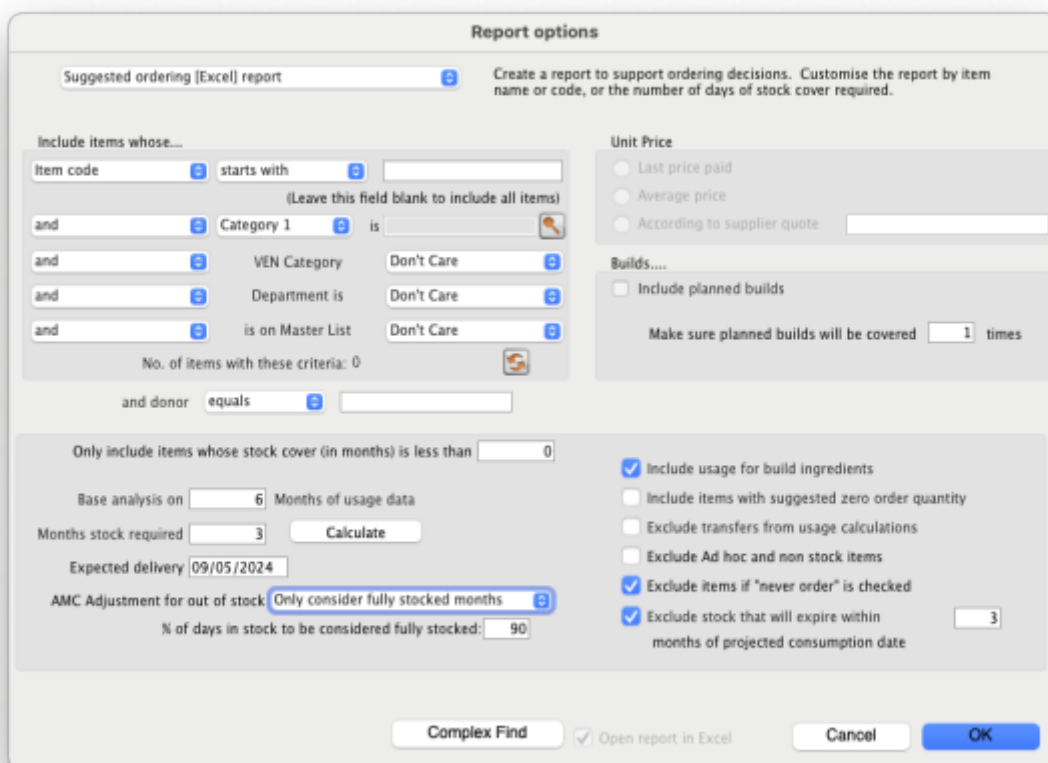 Report options
Suggested ordering [Excel] report
Create a report to support ordering decisions. Customise the report by item
name or code, or the number of days of stock cover required.
Include items whose....
Item code starts with
(Leave this field blank to include all items)
and Category 1 is
and VEN Category Don't Care
and Department is Don't Care
and is on Master List Don't Care
No. of items with these criteria: 0
and donor equals
Unit Price
Last price paid
Average price
According to supplier quote
Builds....
Include planned builds
Make sure planned builds will be covered 1 times
Only include items whose stock cover (in months) is less than 0
Base analysis on 6 Months of usage data
Months stock required 3 Calculate
Expected delivery 09/05/2024
AMC Adjustment for out of stock Only consider fully stocked months
% of days in stock to be considered fully stocked: 90
Include usage for build ingredients
Include items with suggested zero order quantity
Exclude transfers from usage calculations
Exclude Ad hoc and non stock items
Exclude items if "never order" is checked
Exclude stock that will expire within 3
months of projected consumption date
Complex Find Open report in Excel Cancel OK